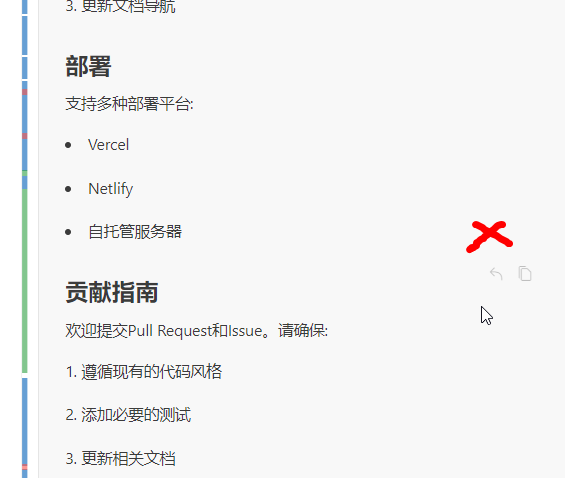 3. 更新文档导航
部署
支持多种部署平台:
• Vercel
• Netlify
• 自托管服务器
贡献指南
欢迎提交Pull Request和Issue。请确保:
1. 遵循现有的代码风格
2. 添加必要的测试
3. 更新相关文档